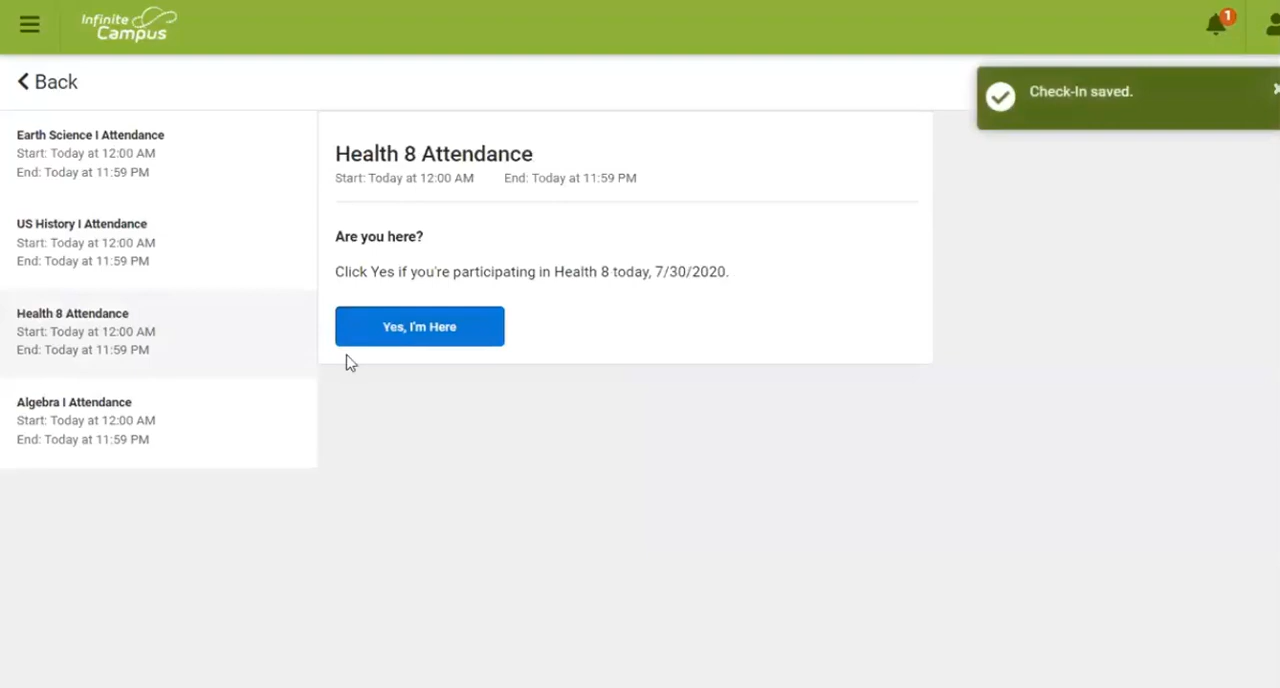 Infinite
Campus
1
Back
Check-In saved.
Earth Science I Attendance
Start: Today at 12:00 AM
End: Today at 11:59 PM
US History I Attendance
Start: Today at 12:00 AM
End: Today at 11:59 PM
Health 8 Attendance
Start: Today at 12:00 AM
End: Today at 11:59 PM
Algebra I Attendance
Start: Today at 12:00 AM
End: Today at 11:59 PM
Health 8 Attendance
Start: Today at 12:00 AM End: Today at 11:59 PM
Are you here?
Click Yes if you're participating in Health 8 today, 7/30/2020.
Yes, I'm Here